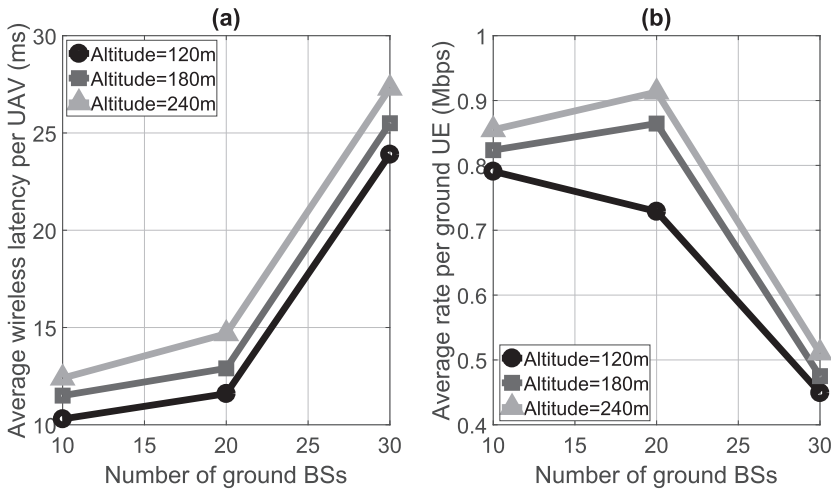 (a)
Average wireless latency per UAV (ms)
30
25
20
15
10
Altitude=120m
Altitude=180m
Altitude=240m
10 15 20 25 30
Number of ground BSs
(b)
Average rate per ground UE (Mbps)
1
0.9
0.8
0.7
0.6
0.5
0.4
Altitude=120m
Altitude=180m
Altitude=240m
10 15 20 25 30
Number of ground BSs